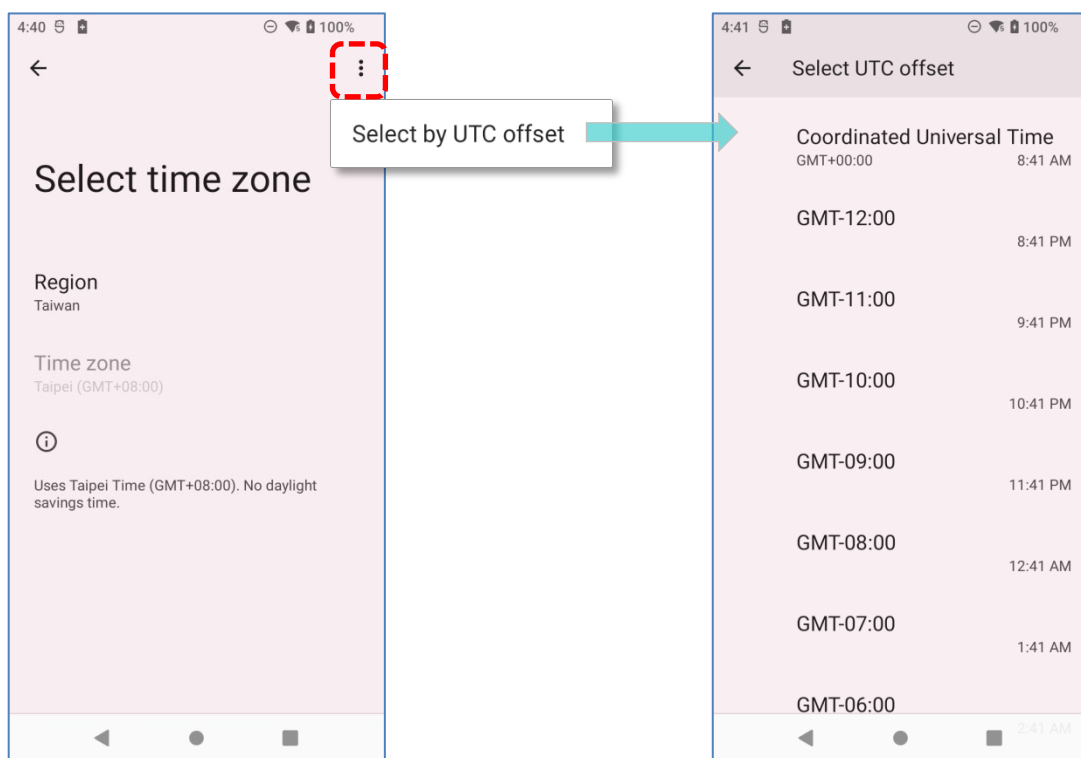 4:40
100%
Select time zone
Region
Taiwan
Time zone
Taipei (GMT+08:00)
Uses Taipei Time (GMT+08:00). No daylight
savings time.
Select by UTC offset
4:41
100%
Select UTC offset
Coordinated Universal Time
GMT+00:00 8:41 AM
GMT-12:00
8:41 PM
GMT-11:00
9:41 PM
GMT-10:00
10:41 PM
GMT-09:00
11:41 PM
GMT-08:00
12:41 AM
GMT-07:00
1:41 AM
GMT-06:00
2:41 AM